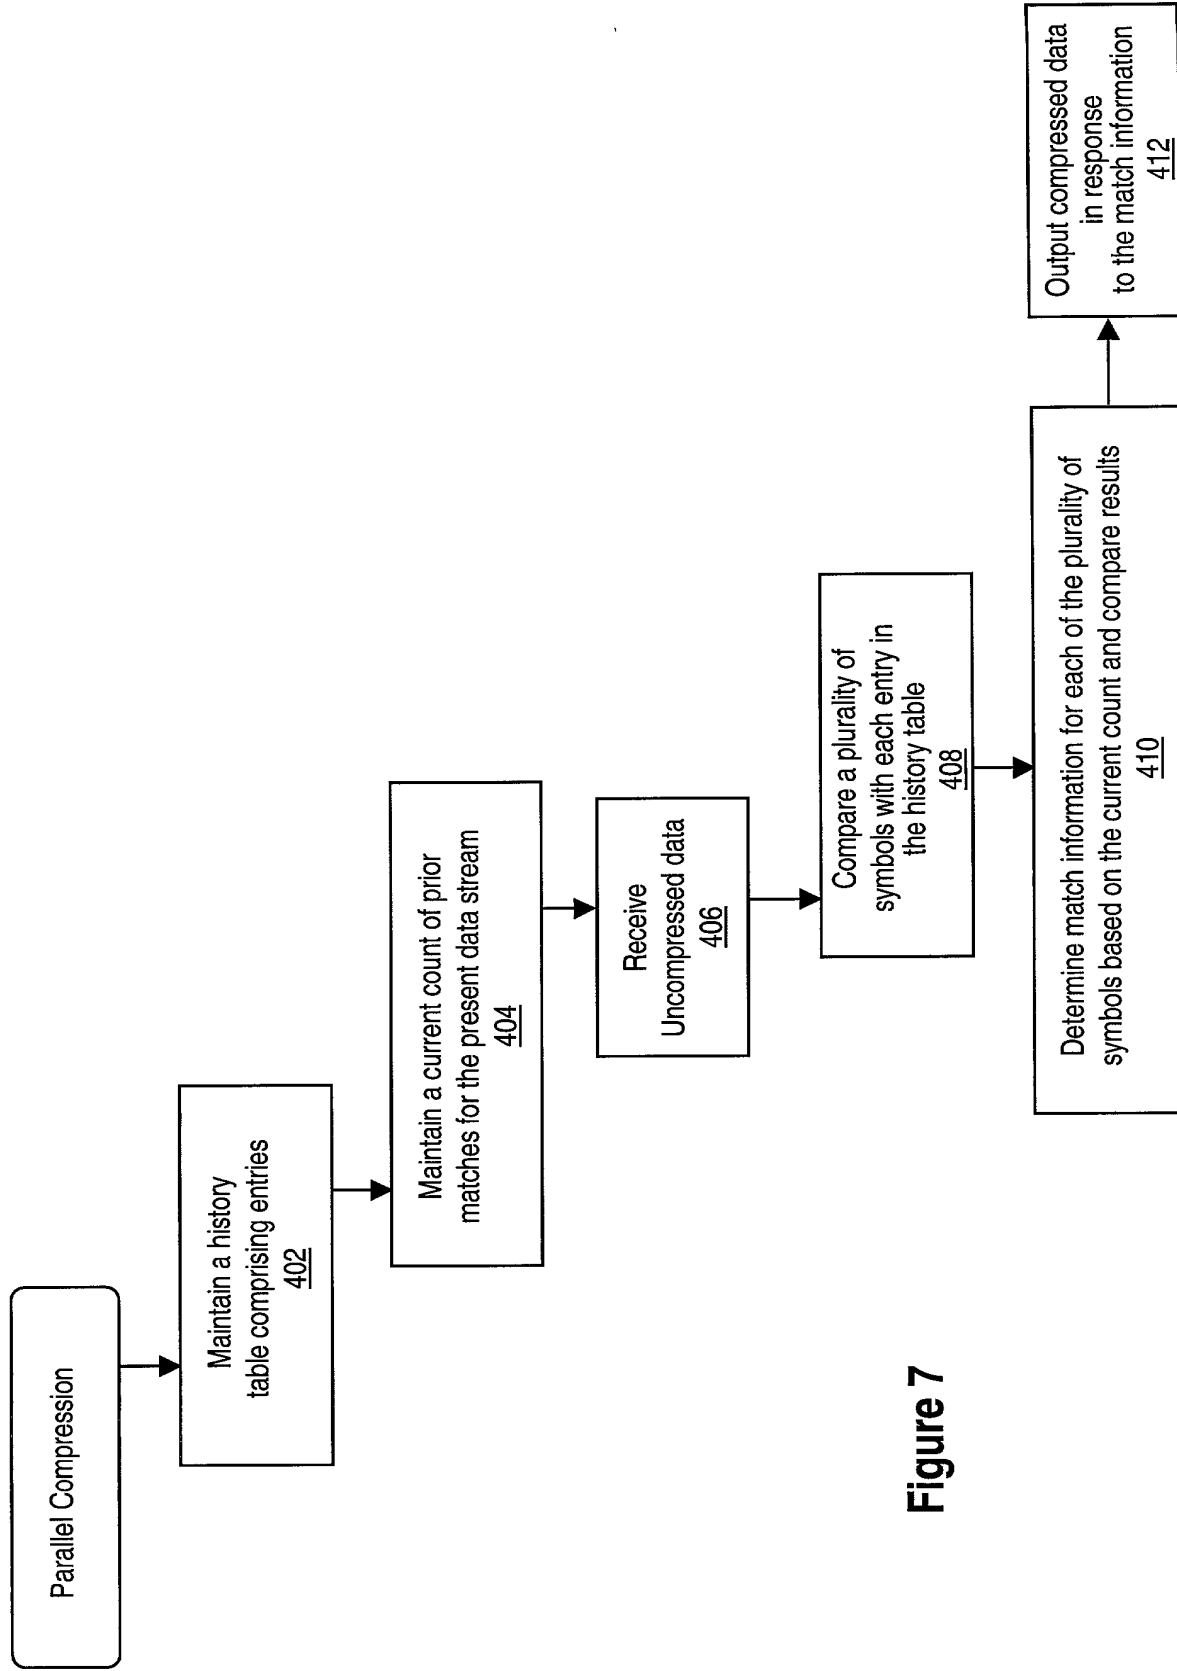 Parallel Compression
Maintain a history
table comprising entries
402
Maintain a current count of prior
matches for the present data stream
404
Receive
Uncompressed data
406
Compare a plurality of
symbols with each entry in
the history table
408
Determine match information for each of the plurality of
symbols based on the current count and compare results
410
Output compressed data
in response
to the match information
412
Figure 7